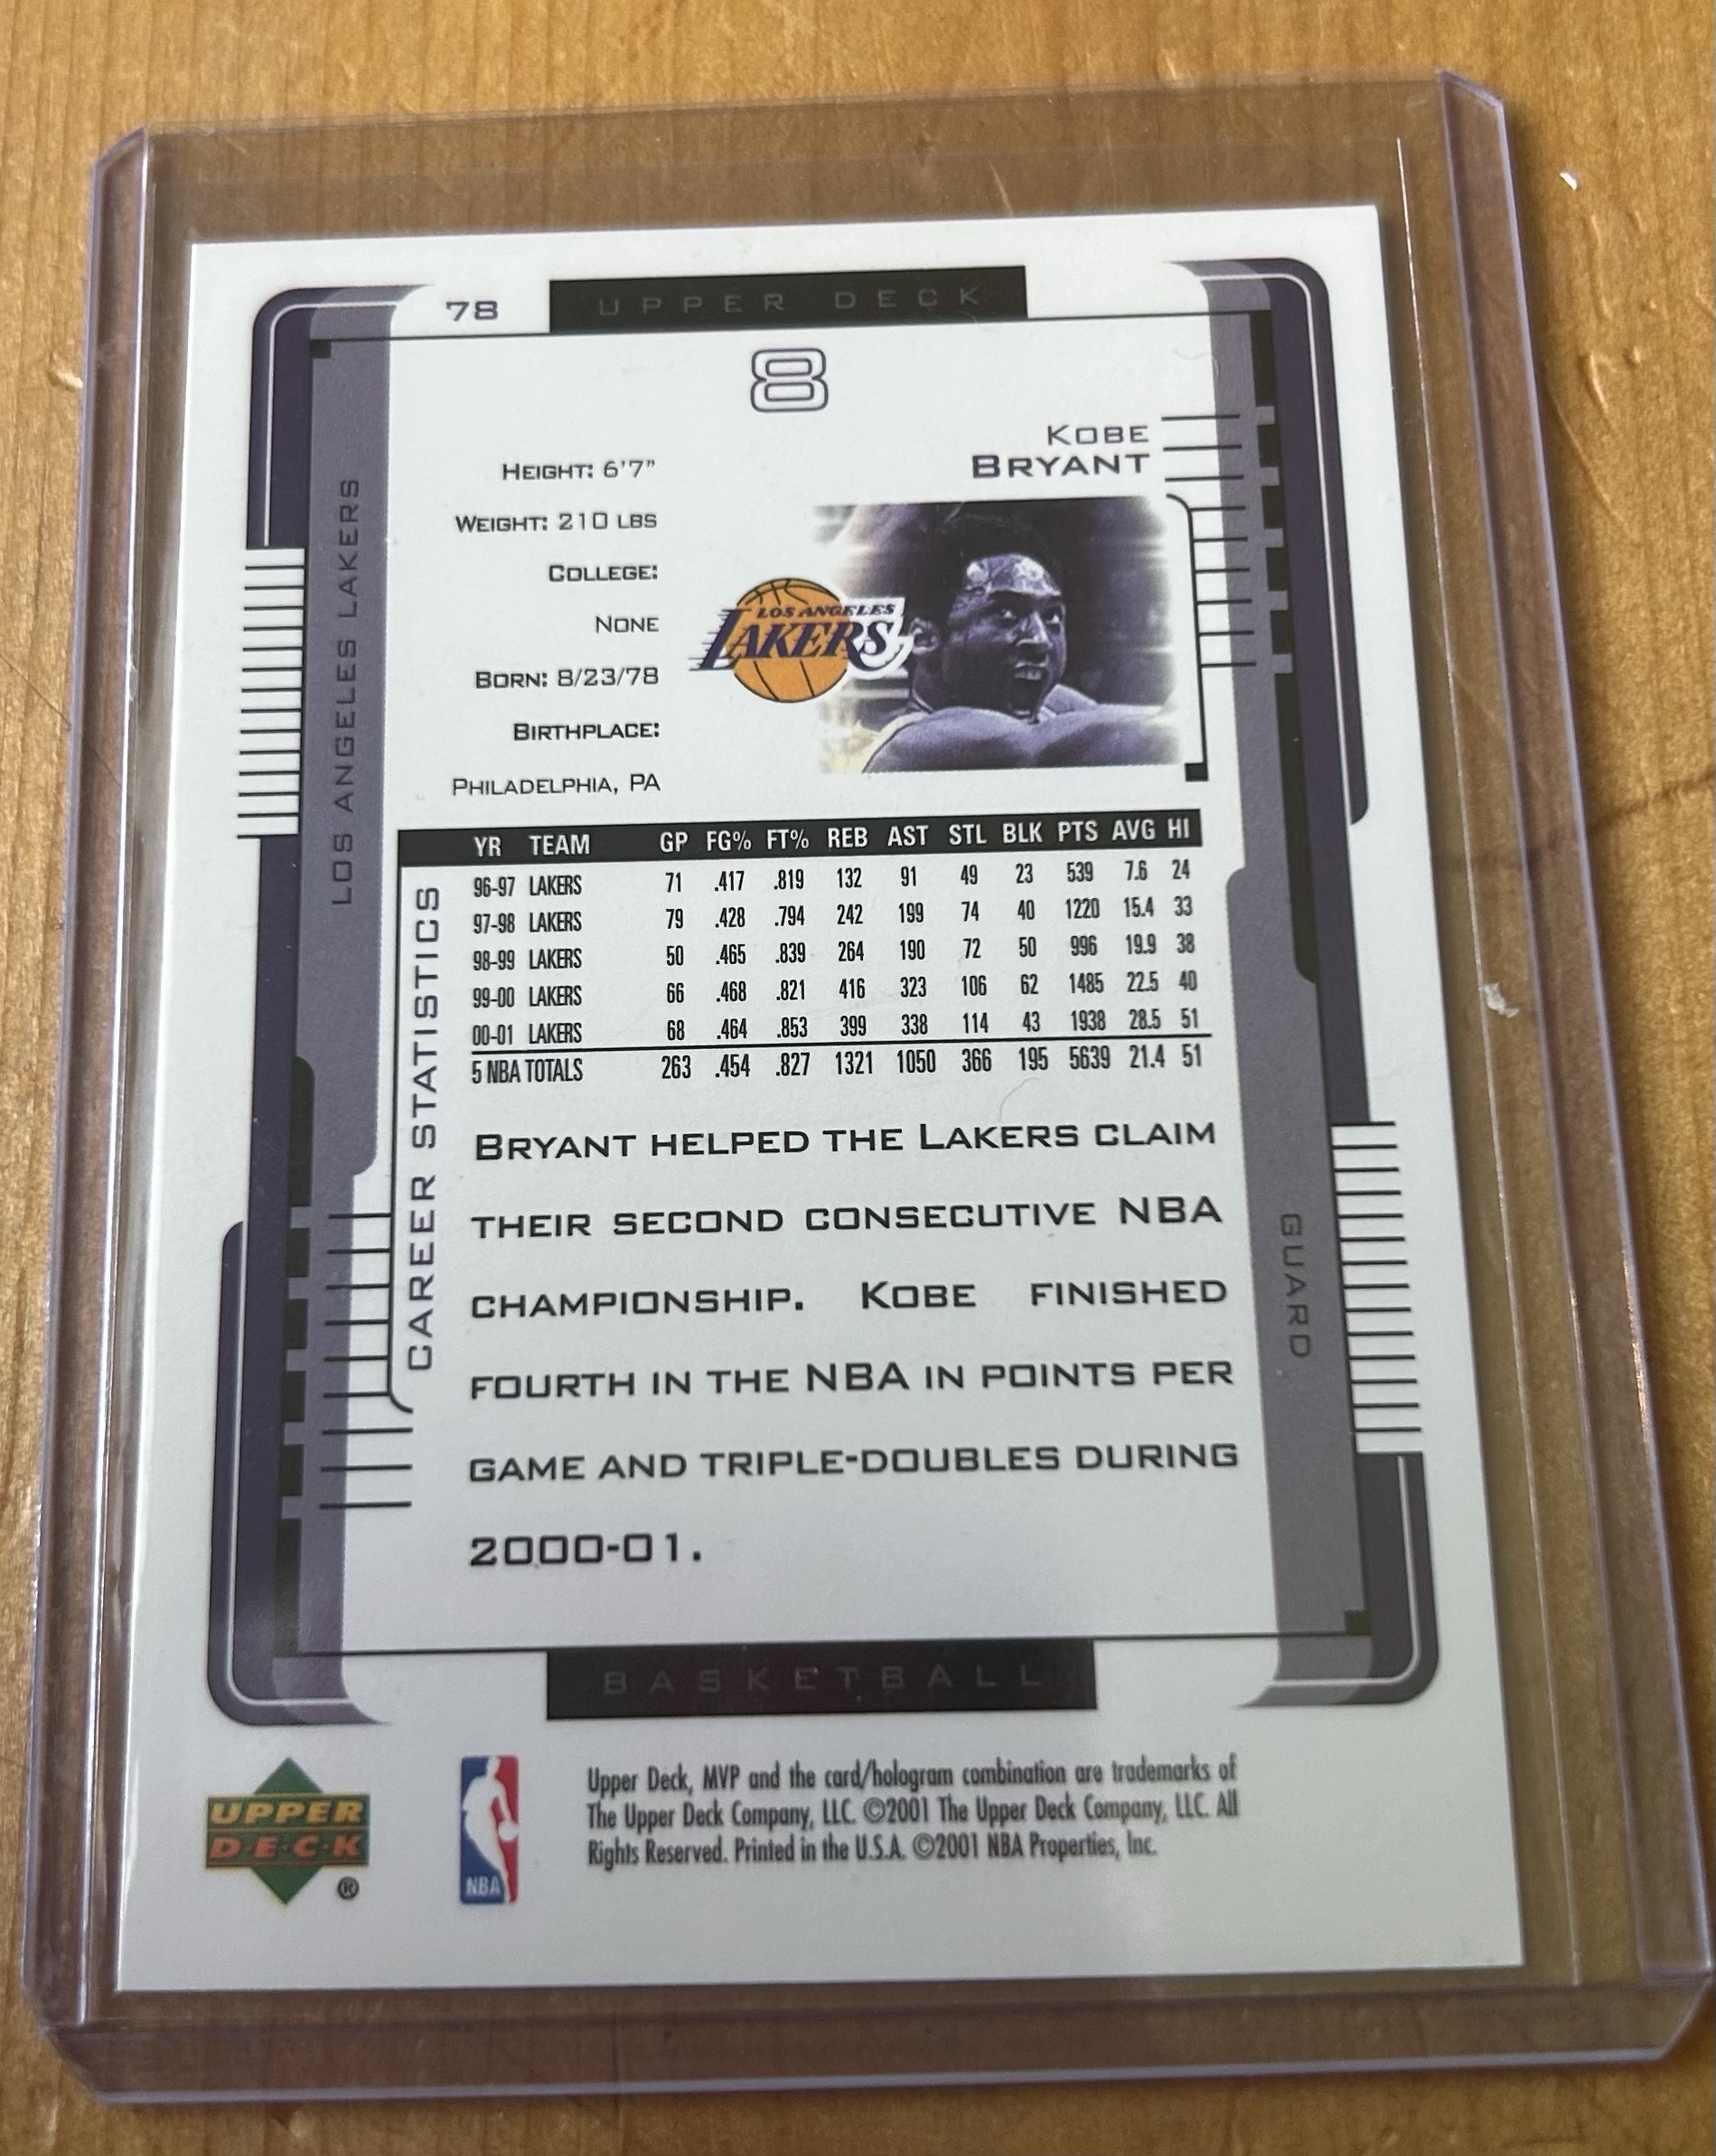 78
UPPER DECK
8
KOBE
BRYANT
HEIGHT: 6'7"
WEIGHT: 210 LBS
COLLEGE:
NONE
BORN: 8/23/78
BIRTHPLACE:
PHILADELPHIA, PA
LOS ANGELES LAKERS
LOS ANGELES LAKERS
CAREER STATISTICS
YR TEAM GP FG% FT% REB AST STL BLK PTS AVG HI
96-97 LAKERS 71 .417 .819 132 91 49 23 539 7.6 24
97-98 LAKERS 79 .428 .794 242 199 74 40 1220 15.4 33
98-99 LAKERS 50 .465 .839 264 190 72 50 996 19.9 38
99-00 LAKERS 66 .468 .821 416 323 106 62 1485 22.5 40
00-01 LAKERS 68 .464 .853 399 338 114 43 1938 28.5 51
5 NBA TOTALS 263 .454 .827 1321 1050 366 195 5639 21.4 51
BRYANT HELPED THE LAKERS CLAIM
THEIR SECOND CONSECUTIVE NBA
CHAMPIONSHIP. KOBE FINISHED
FOURTH IN THE NBA IN POINTS PER
GAME AND TRIPLE-DOUBLES DURING
2000-01.
GUARD
BASKETBALL
UPPER
D·E·C·K
®
NBA
Upper Deck, MVP and the card/hologram combination are trademarks of
The Upper Deck Company, LLC. ©2001 The Upper Deck Company, LLC. All
Rights Reserved. Printed in the U.S.A. ©2001 NBA Properties, Inc.